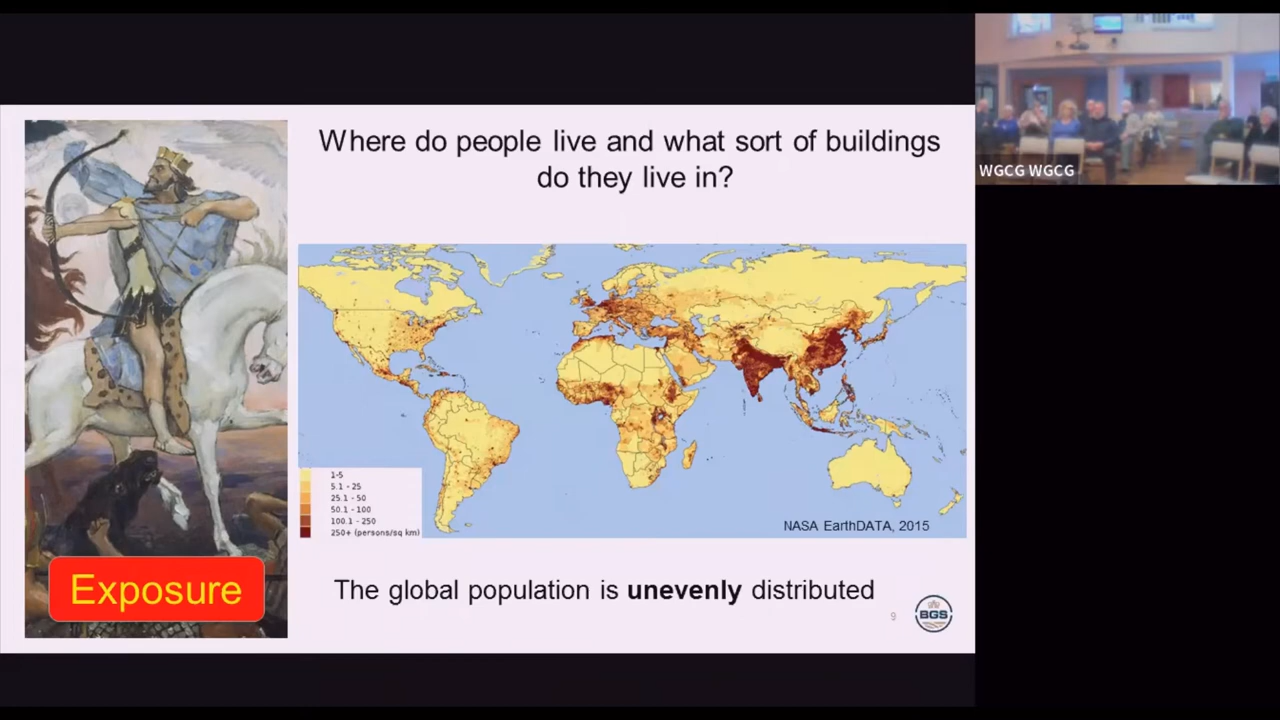 Where do people live and what sort of buildings
do they live in?
WGCG WGCG
1-5
5.1 - 25
25.1 - 50
50.1 - 100
100.1 - 250
250+ (persons/sq km)
NASA EarthDATA, 2015
Exposure
The global population is unevenly distributed
9
BGS